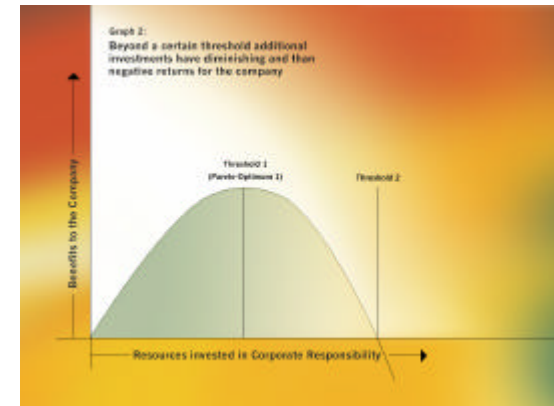 Graph 2:
Beyond a certain threshold additional
investments have diminishing and than
negative returns for the company
Threshold 1
(Pareto-Optimum 1)
Threshold 2
Benefits to the Company
Resources invested in Corporate Responsibility